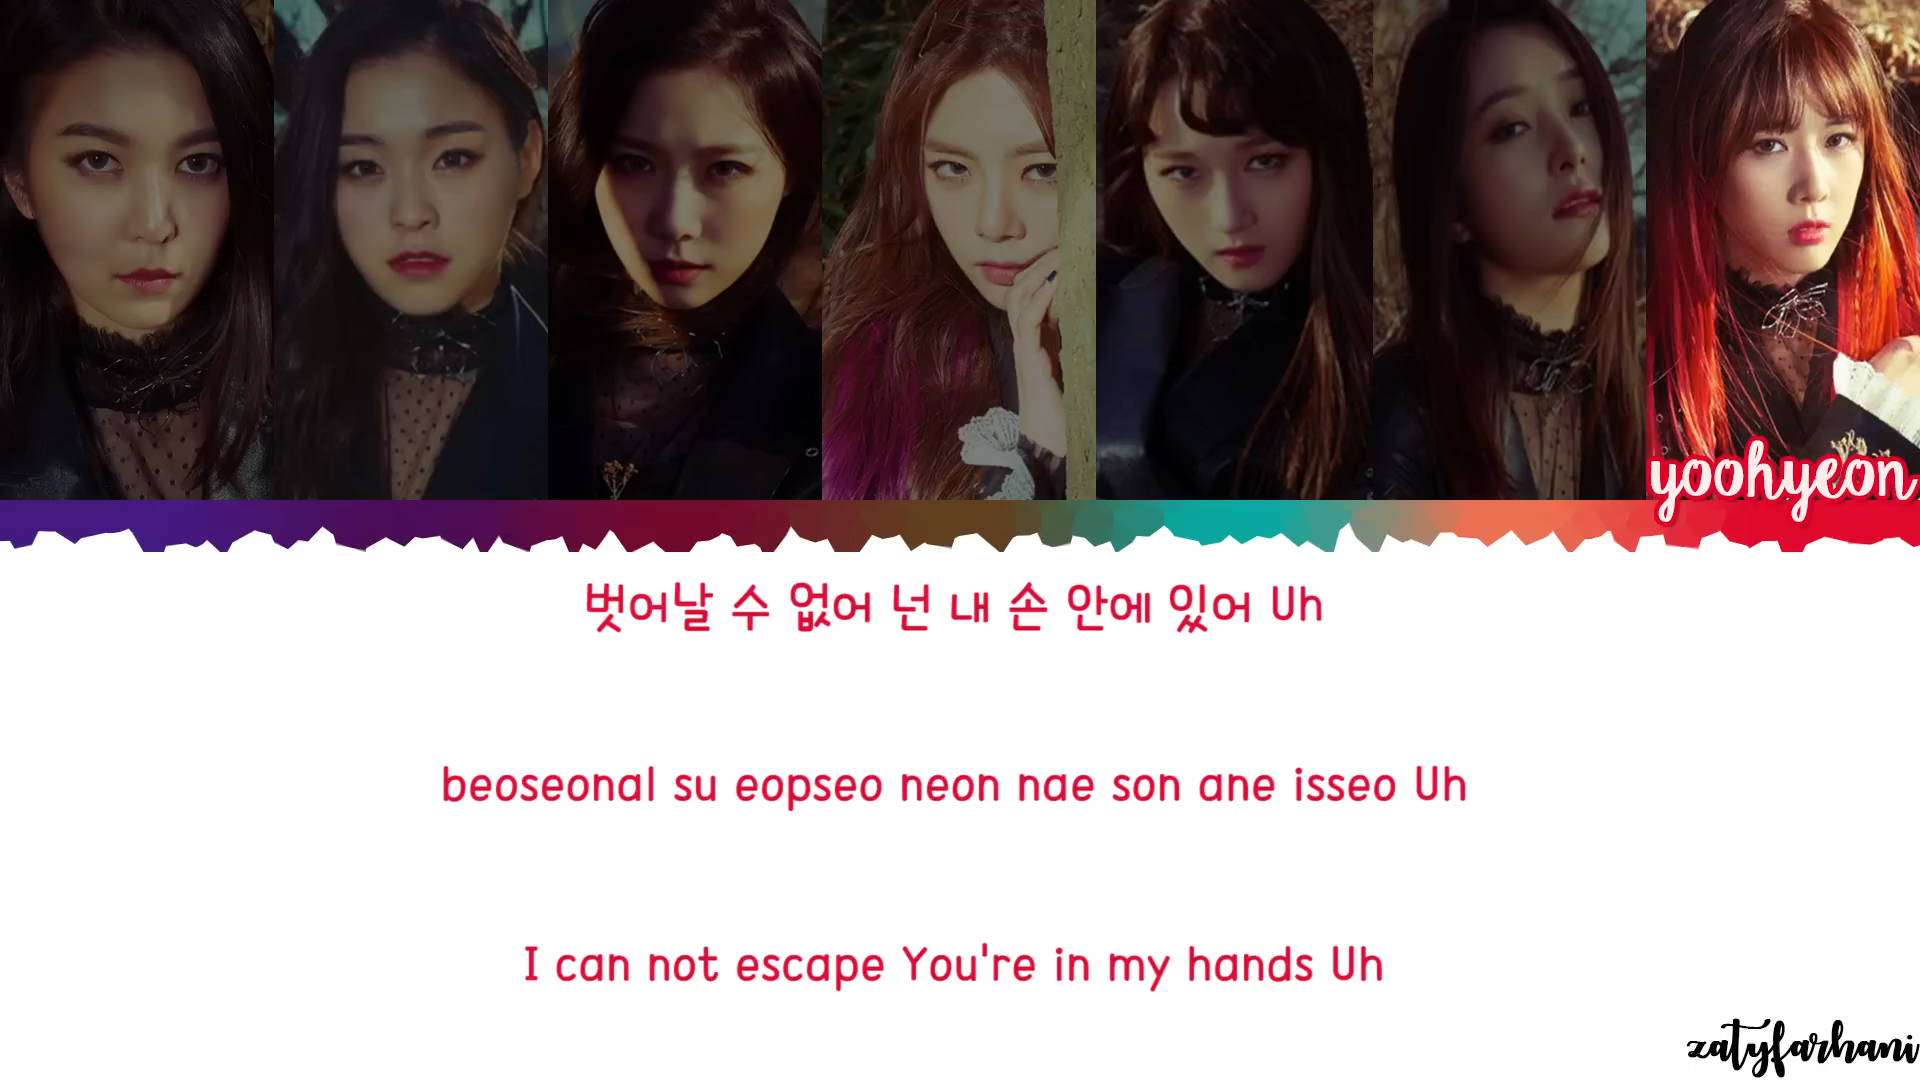 yoohyeon
벗어날 수 없어 넌 내 손 안에 있어 Uh
beoseonal su eopseo neon nae son ane isseo Uh
I can not escape You're in my hands Uh
zatyfarhani